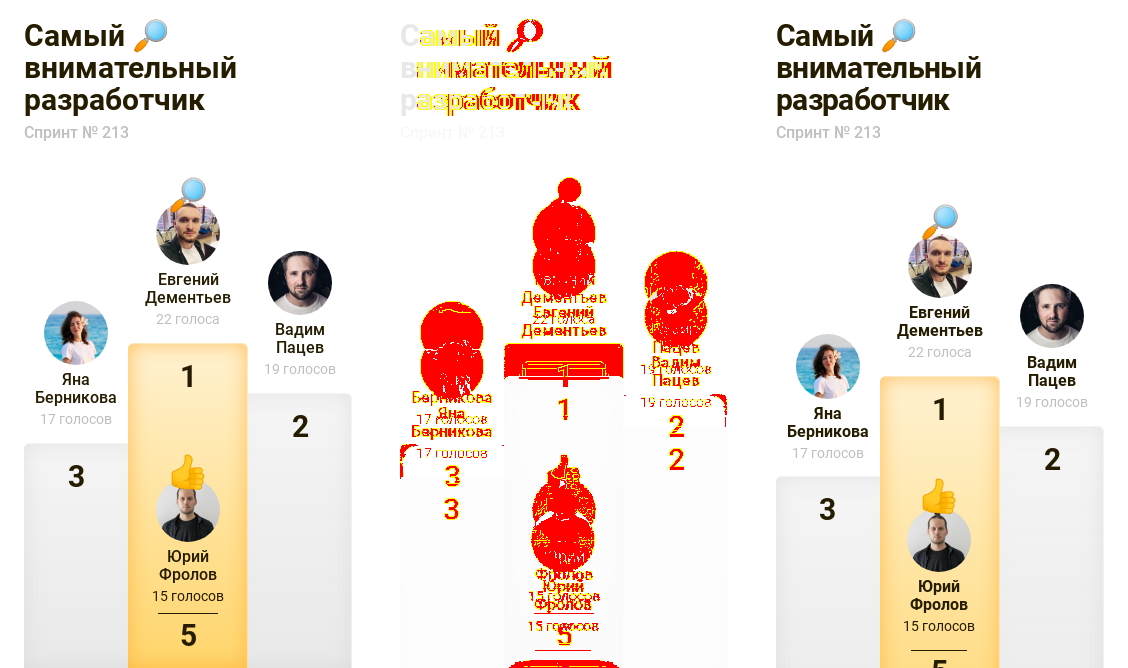 Самый 🔎
внимательный
разработчик
Спринт № 213
Евгений
Дементьев
22 голоса
Вадим
Пацев
19 голосов
Яна
Берникова
17 голосов
1
2
3
Юрий
Фролов
15 голосов
5
Самый
внимательный
разработчик
Спринт № 213
Дементьев
22 голоса
Евгений
Дементьев
Пацев
Вадим
19 голосов
Пацев
19 голосов
Берникова
17 голосов
Яна
Берникова
17 голосов
1
1
2
2
3
3
Фролов
Юрий
15 голосов
Фролов
15 голосов
5
Самый 🔎
внимательный
разработчик
Спринт № 213
Евгений
Дементьев
22 голоса
Вадим
Пацев
19 голосов
Яна
Берникова
17 голосов
1
2
3
Юрий
Фролов
15 голосов
5